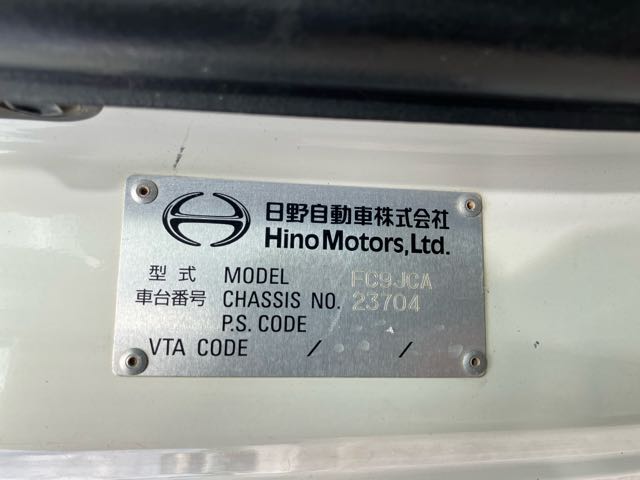 日野自動車株式会社
Hino Motors, Ltd.
型式 MODEL FC9JCA
車台番号 CHASSIS NO. 23704
P.S. CODE
VTA CODE / /